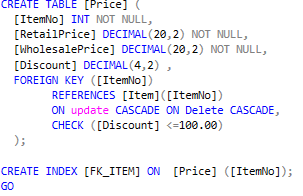 CREATE TABLE [Price] (
[ItemNo] INT NOT NULL,
[RetailPrice] DECIMAL(20,2) NOT NULL,
[WholesalePrice] DECIMAL(20,2) NOT NULL,
[Discount] DECIMAL(4,2) ,
FOREIGN KEY ([ItemNo])
REFERENCES [Item]([ItemNo])
ON update CASCADE ON Delete CASCADE,
CHECK ([Discount] <=100.00)
);
CREATE INDEX [FK_ITEM] ON [Price] ([ItemNo]);
GO